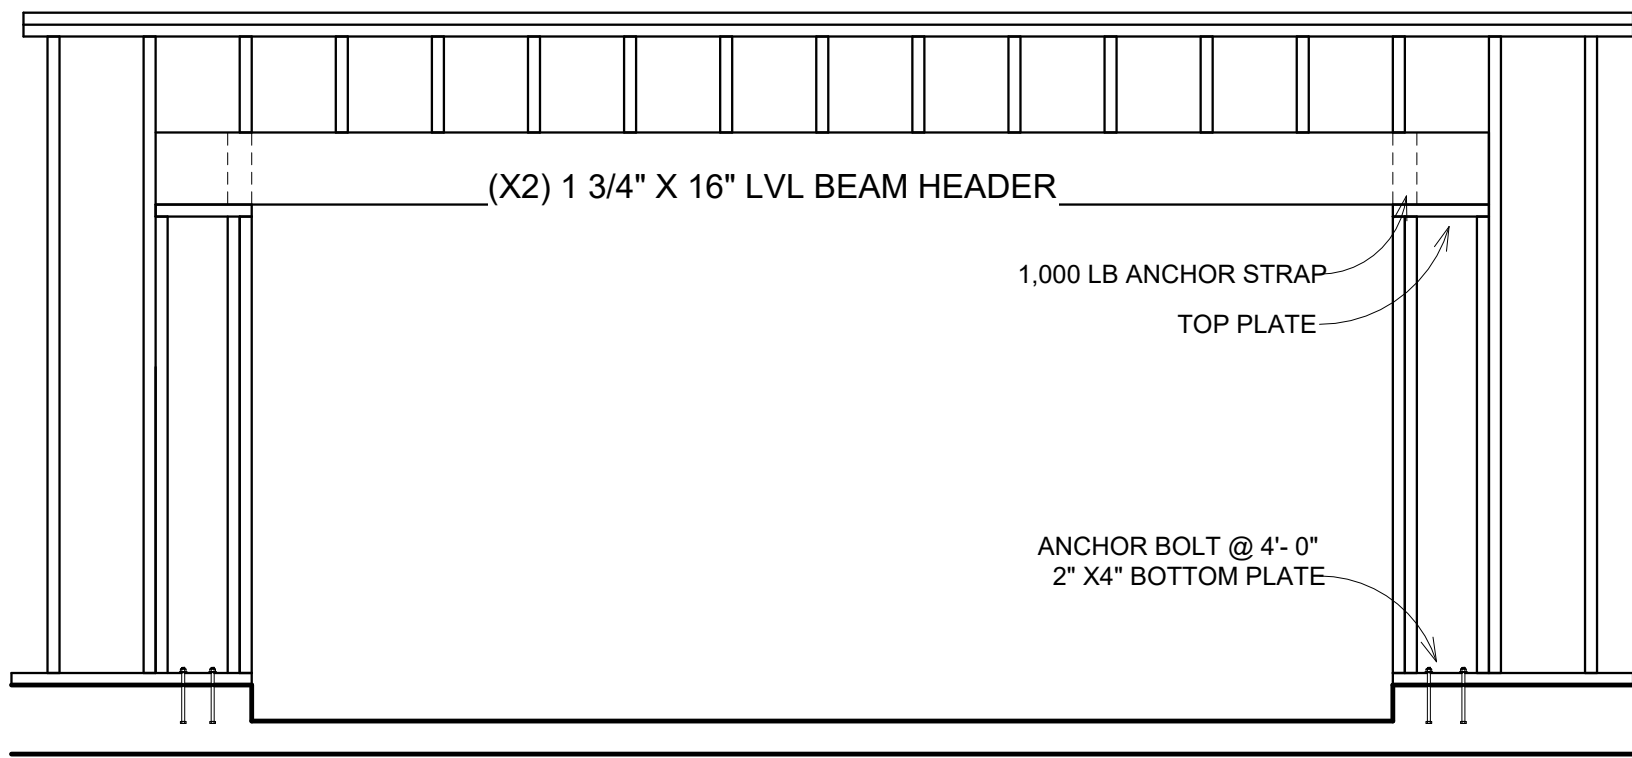 (X2) 1 3/4" X 16" LVL BEAM HEADER
1,000 LB ANCHOR STRAP
TOP PLATE
ANCHOR BOLT @ 4'- 0"
2" X4" BOTTOM PLATE